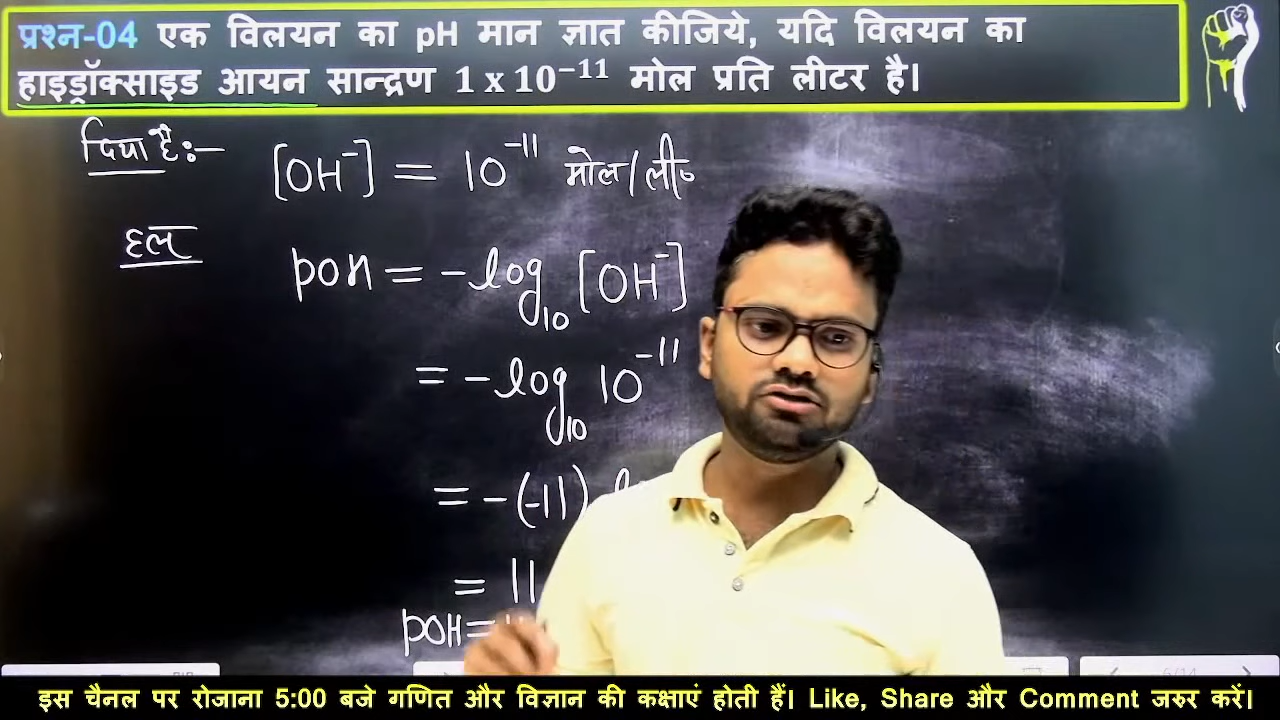 प्रश्न-04 एक विलयन का pH मान ज्ञात कीजिये, यदि विलयन का
हाइड्रॉक्साइड आयन सान्द्रण 1 x 10⁻¹¹ मोल प्रति लीटर है।
दिया है:-
[OH⁻] = 10⁻¹¹ मोल/ली॰
हल
pOH = -log₁₀ [OH⁻]
= -log₁₀ 10⁻¹¹
= -(-11)
= 11
pOH =
इस चैनल पर रोजाना 5:00 बजे गणित और विज्ञान की कक्षाएं होती हैं। Like, Share और Comment जरुर करें।